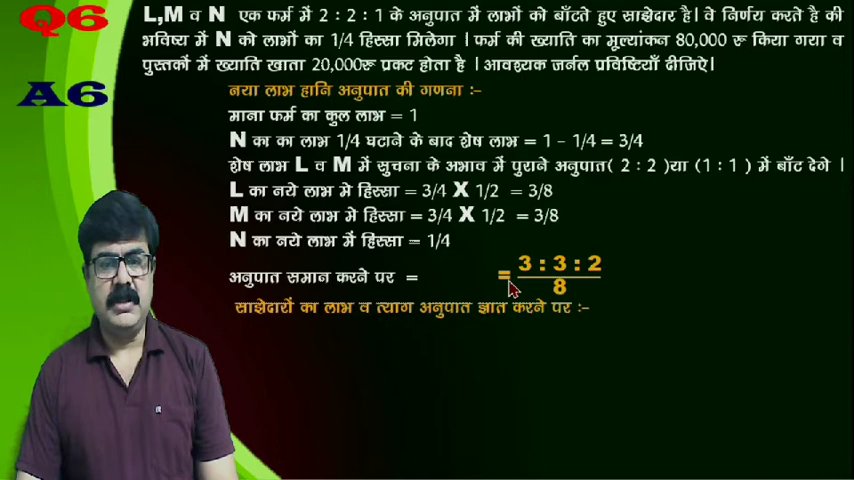 Q6
L,M व N एक फर्म में 2 : 2 : 1 के अनुपात में लाभों को बाँटते हुए साझेदार है। वे निर्णय करते है की
भविष्य में N को लाभों का 1/4 हिस्सा मिलेगा । फर्म की ख्याति का मूल्यांकन 80,000 रू किया गया व
पुस्तकों में ख्याति खाता 20,000रू प्रकट होता है । आवश्यक जर्नल प्रविष्टियाँ दीजिऐ।
A6
नया लाभ हानि अनुपात की गणना :-
माना फर्म का कुल लाभ = 1
N का का लाभ 1/4 घटाने के बाद शेष लाभ = 1 - 1/4 = 3/4
शेष लाभ L व M में सुचना के अभाव में पुराने अनुपात( 2 : 2 )या (1 : 1 ) में बाँट देगे ।
L का नये लाभ मे हिस्सा = 3/4 X 1/2 = 3/8
M का नये लाभ मे हिस्सा = 3/4 X 1/2 = 3/8
N का नये लाभ में हिस्सा = 1/4
अनुपात समान करने पर = = 3 : 3 : 2
8
साझेदारों का लाभ व त्याग अनुपात ज्ञात करने पर :-